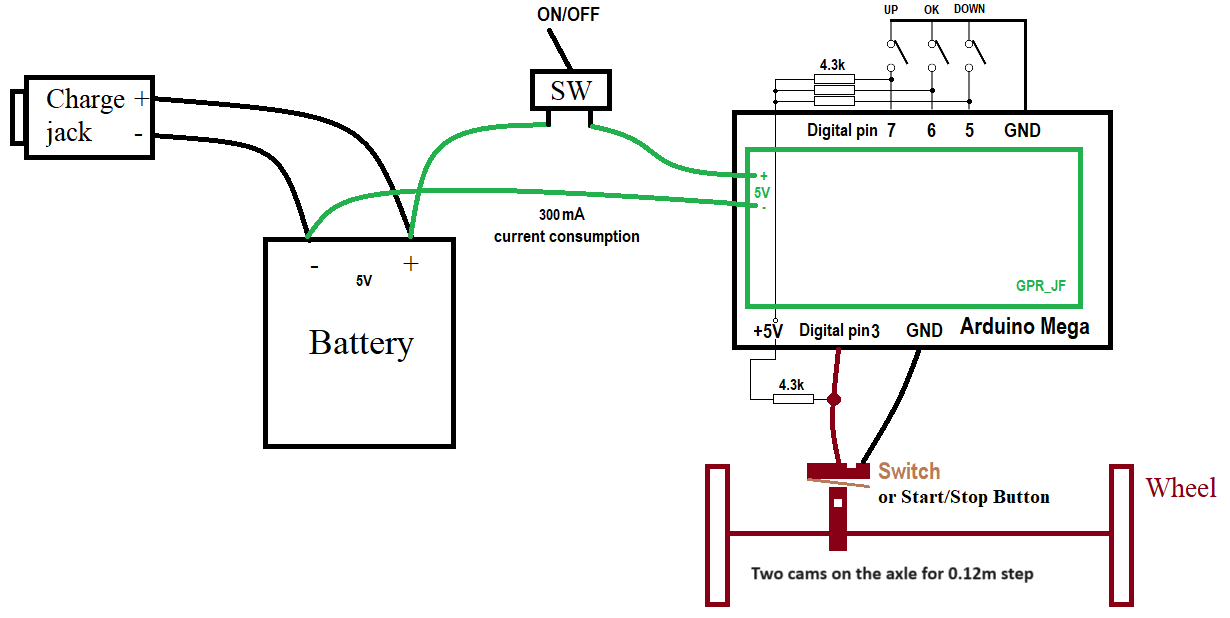 UP OK DOWN
ON/OFF
4.3k
SW
Charge +
jack -
Digital pin 7 6 5 GND
+
5V
-
300mA
current consumption
- +
5V
Battery
GPR_JF
+5V Digital pin3 GND Arduino Mega
4.3k
Switch
or Start/Stop Button
Wheel
Two cams on the axle for 0.12m step